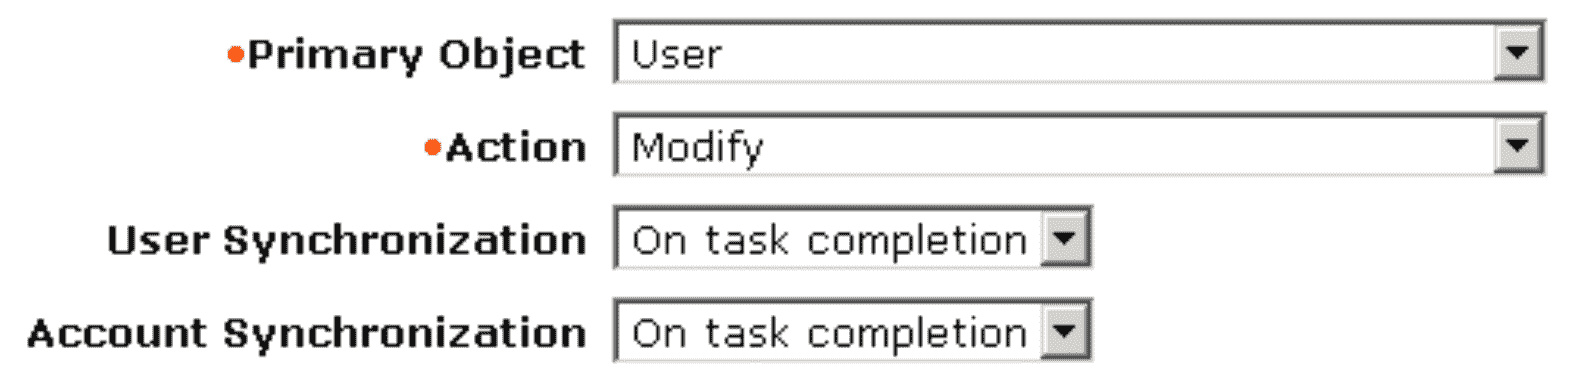 •Primary Object User
•Action Modify
User Synchronization On task completion
Account Synchronization On task completion